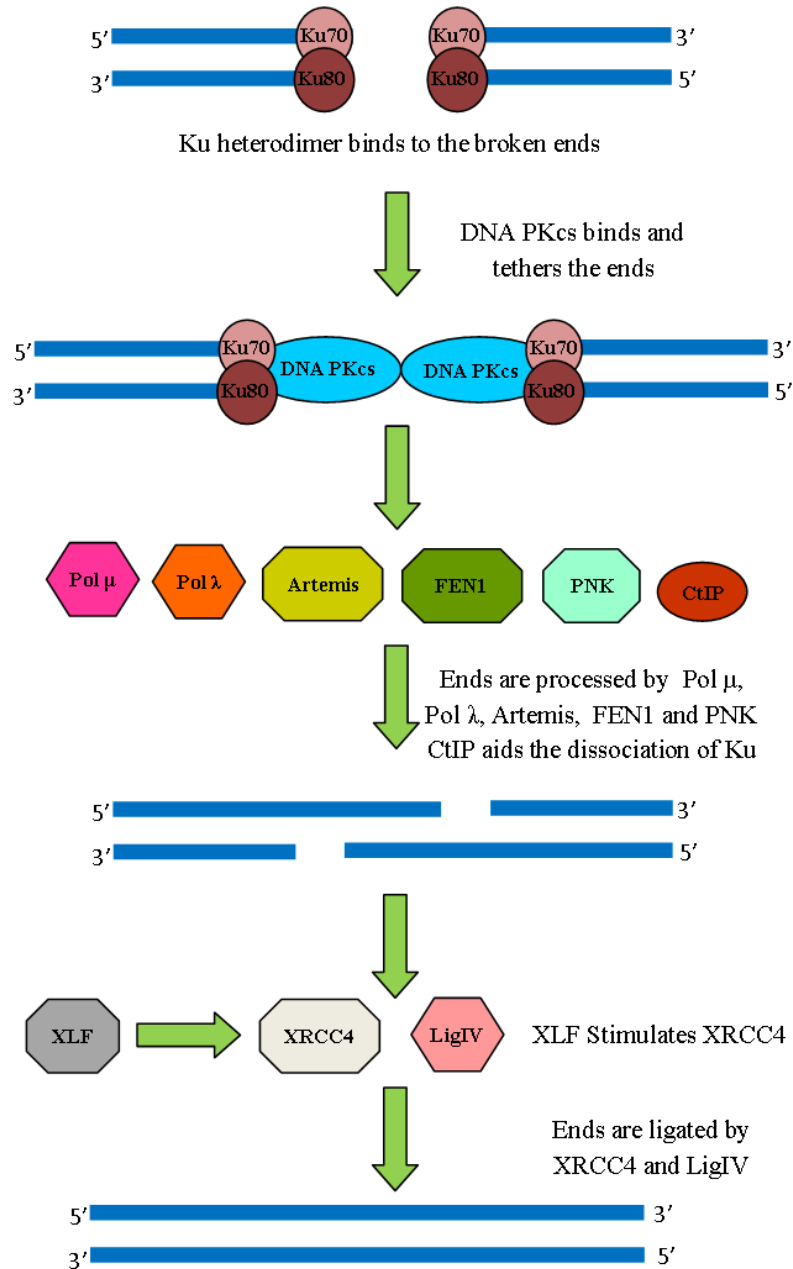 5′ Ku70 Ku70 3′
3′ Ku80 Ku80 5′
Ku heterodimer binds to the broken ends
DNA PKcs binds and
tethers the ends
5′ Ku70 Ku70 3′
DNA PKcs DNA PKcs
3′ Ku80 Ku80 5′
Pol μ Pol λ Artemis FEN1 PNK CtIP
Ends are processed by Pol μ,
Pol λ, Artemis, FEN1 and PNK
CtIP aids the dissociation of Ku
5′ 3′
3′ 5′
XLF XRCC4 LigIV XLF Stimulates XRCC4
Ends are ligated by
XRCC4 and LigIV
5′ 3′
3′ 5′